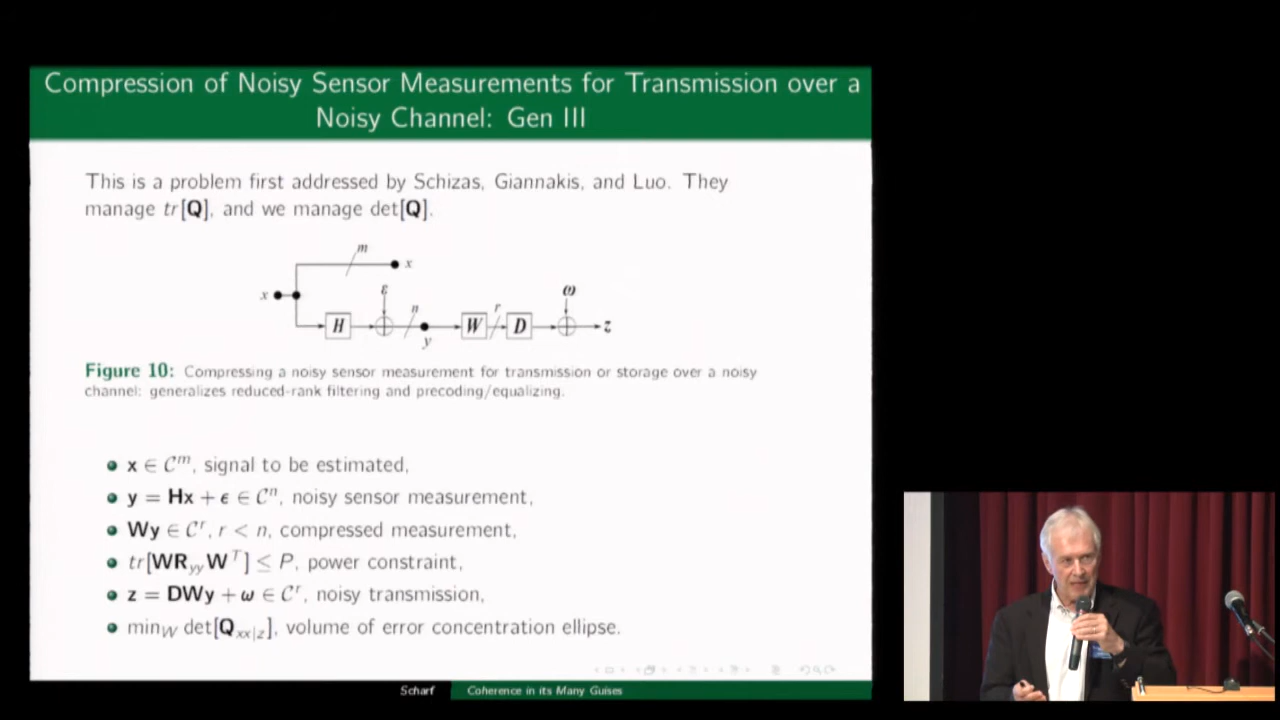 Compression of Noisy Sensor Measurements for Transmission over a
Noisy Channel: Gen III
This is a problem first addressed by Schizas, Giannakis, and Luo. They
manage tr[Q], and we manage det[Q].
m
x
x
ε
n
r
ω
H
W
D
z
y
Figure 10: Compressing a noisy sensor measurement for transmission or storage over a noisy
channel: generalizes reduced-rank filtering and precoding/equalizing.
x ∈ 𝒞^m, signal to be estimated,
y = Hx + ϵ ∈ 𝒞^n, noisy sensor measurement,
Wy ∈ 𝒞^r, r < n, compressed measurement,
tr[WR_yy W^T] ≤ P, power constraint,
z = DWy + ω ∈ 𝒞^r, noisy transmission,
min_W det[Q_xx|z], volume of error concentration ellipse.
Scharf Coherence in its Many Guises